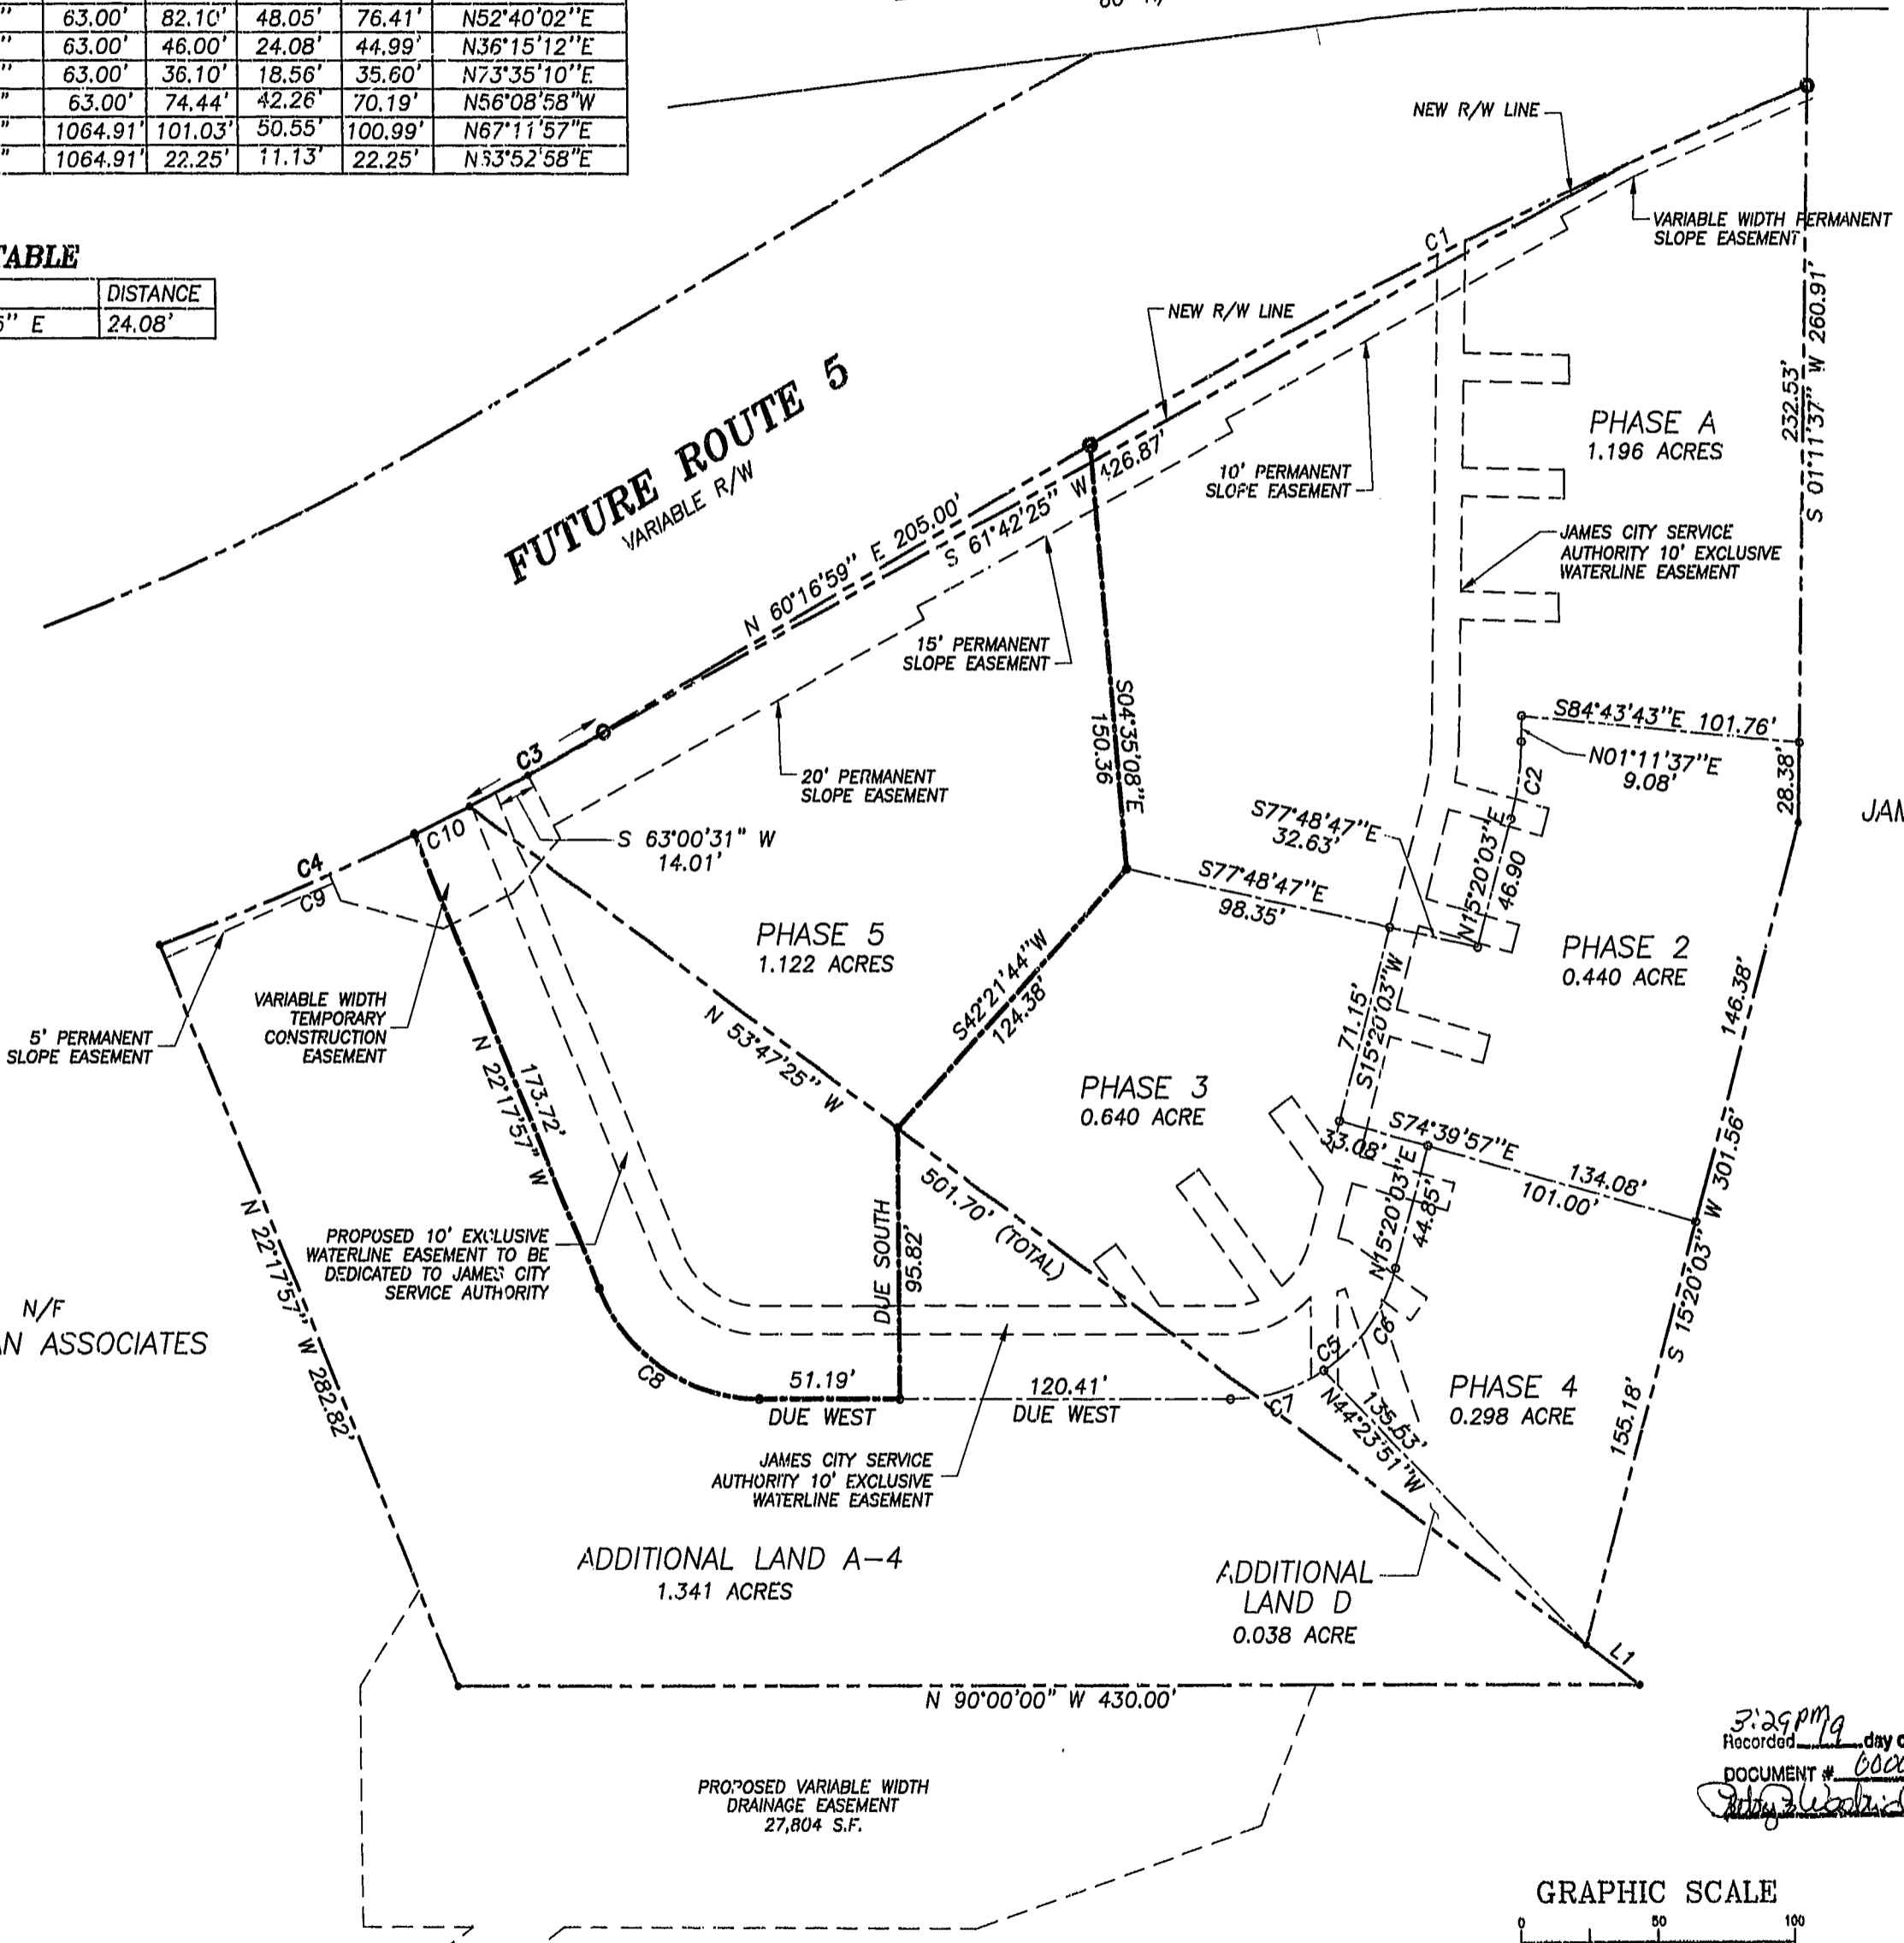 63.00' 82.10' 48.05' 76.41' N52°40'02"E
63.00' 46.00' 24.08' 44.99' N36°15'12"E
63.00' 36.10' 18.56' 35.60' N73°35'10"E
63.00' 74.44' 42.26' 70.19' N56°08'58"W
1064.91' 101.03' 50.55' 100.99' N67°11'57"E
1064.91' 22.25' 11.13' 22.25' N63°52'58"E
TABLE
DISTANCE
" E 24.08'
NEW R/W LINE
VARIABLE WIDTH PERMANENT
SLOPE EASEMENT
C1
NEW R/W LINE
S 01°11'37" W 260.91'
232.53'
FUTURE ROUTE 5
VARIABLE R/W
PHASE A
1.196 ACRES
10' PERMANENT
SLOPE EASEMENT
N 60°16'59" E 205.00'
S 61°42'25" W 426.87'
JAMES CITY SERVICE
AUTHORITY 10' EXCLUSIVE
WATERLINE EASEMENT
15' PERMANENT
SLOPE EASEMENT
S04°35'08"E
150.36
S84°43'43"E 101.76'
N01°11'37"E
9.08'
C2
28.38'
C3
20' PERMANENT
SLOPE EASEMENT
S 63°00'31" W
14.01'
C10
C4
C9
S77°48'47"E
32.63'
JAM
S77°48'47"E
98.35'
N15°20'03"E
46.90
PHASE 5
1.122 ACRES
PHASE 2
0.440 ACRE
S42°21'44"W
124.38'
71.15'
S15°20'03"W
146.38'
VARIABLE WIDTH
TEMPORARY
CONSTRUCTION
EASEMENT
5' PERMANENT
SLOPE EASEMENT
N 53°47'25" W
N 22°17'57" W
173.72'
PHASE 3
0.640 ACRE
33.08'
S74°39'57"E
134.08'
101.00'
501.70' (TOTAL)
N15°20'03"E
44.85'
S 15°20'03" W 301.56'
DUE SOUTH
95.82'
PROPOSED 10' EXCLUSIVE
WATERLINE EASEMENT TO BE
DEDICATED TO JAMES CITY
SERVICE AUTHORITY
N/F
AN ASSOCIATES
N 22°17'57" W 282.82'
C8
51.19'
DUE WEST
120.41'
DUE WEST
C5
C6
C7
N44°23'51"W
135.63'
PHASE 4
0.298 ACRE
155.18'
JAMES CITY SERVICE
AUTHORITY 10' EXCLUSIVE
WATERLINE EASEMENT
ADDITIONAL LAND A-4
1.341 ACRES
ADDITIONAL
LAND D
0.038 ACRE
L1
N 90°00'00" W 430.00'
PROPOSED VARIABLE WIDTH
DRAINAGE EASEMENT
27,804 S.F.
3:29pm
Recorded 19 day
DOCUMENT #
GRAPHIC SCALE
0 50 100